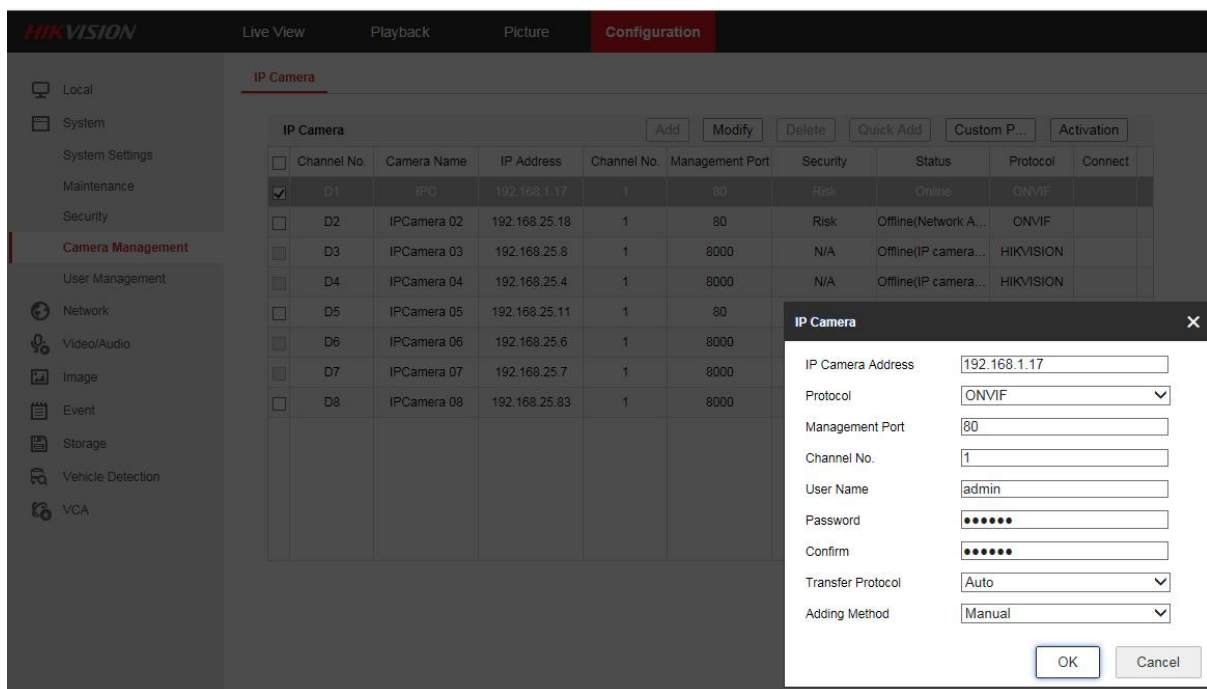 HIKVISION Live View Playback Picture Configuration
Local
System
System Settings
Maintenance
Security
Camera Management
User Management
Network
Video/Audio
Image
Event
Storage
Vehicle Detection
VCA
IP Camera
IP Camera Add Modify Delete Quick Add Custom P... Activation
Channel No. Camera Name IP Address Channel No. Management Port Security Status Protocol Connect
D1 IPC 192.168.1.17 1 80 Risk Online ONVIF
D2 IPCamera 02 192.168.25.18 1 80 Risk Offline(Network A... ONVIF
D3 IPCamera 03 192.168.25.8 1 8000 N/A Offline(IP camera... HIKVISION
D4 IPCamera 04 192.168.25.4 1 8000 N/A Offline(IP camera... HIKVISION
D5 IPCamera 05 192.168.25.11 1 80
D6 IPCamera 06 192.168.25.6 1 8000
D7 IPCamera 07 192.168.25.7 1 8000
D8 IPCamera 08 192.168.25.83 1 8000
IP Camera
IP Camera Address 192.168.1.17
Protocol ONVIF
Management Port 80
Channel No. 1
User Name admin
Password ●●●●●●
Confirm ●●●●●●
Transfer Protocol Auto
Adding Method Manual
OK Cancel